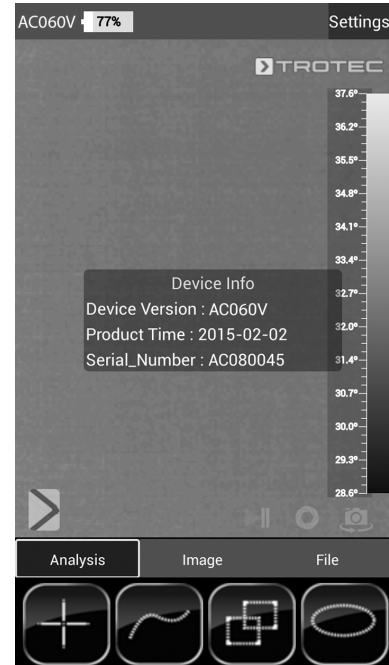 AC060V 77% Settings
TROTEC
37.6°
36.2°
35.5°
34.8°
34.1°
33.4°
32.7°
32.0°
31.4°
30.7°
30.0°
29.3°
28.6°
Device Info
Device Version : AC060V
Product Time : 2015-02-02
Serial_Number : AC080045
Analysis Image File